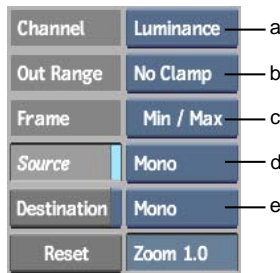 Channel Luminance a
Out Range No Clamp b
Frame Min / Max c
Source Mono d
Destination Mono e
Reset Zoom 1.0